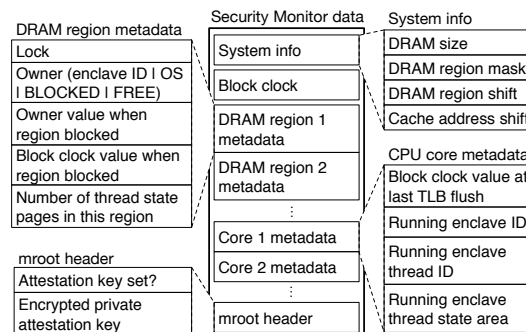 DRAM region metadata
Lock
Owner (enclave ID | OS
| BLOCKED | FREE)
Owner value when
region blocked
Block clock value when
region blocked
Number of thread state
pages in this region
mroot header
Attestation key set?
Encrypted private
attestation key
Security Monitor data
System info
Block clock
DRAM region 1
metadata
DRAM region 2
metadata
⋮
Core 1 metadata
Core 2 metadata
⋮
mroot header
System info
DRAM size
DRAM region mask
DRAM region shift
Cache address shift
CPU core metadata
Block clock value at
last TLB flush
Running enclave ID
Running enclave
thread ID
Running enclave
thread state area